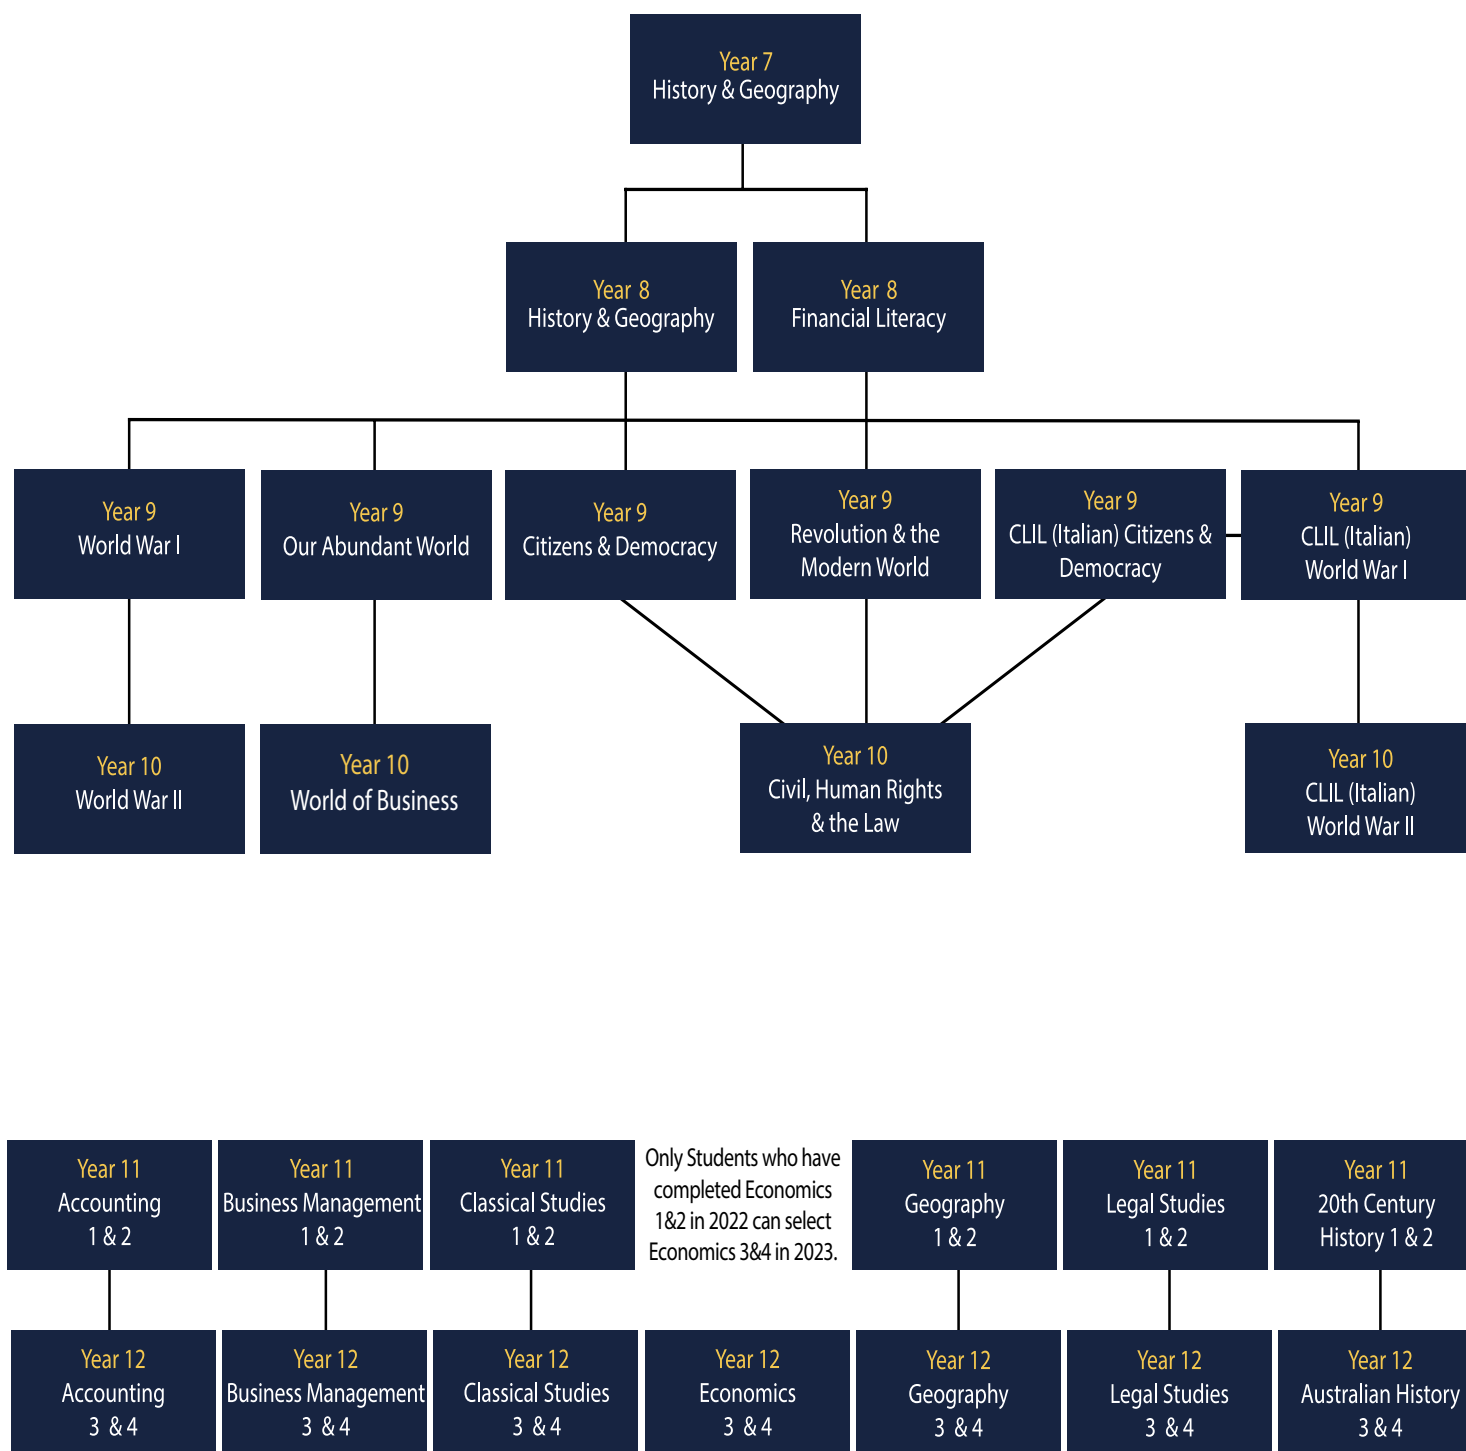 Year 7
History & Geography
Year 8
History & Geography
Year 8
Financial Literacy
Year 9
World War I
Year 9
Our Abundant World
Year 9
Citizens & Democracy
Year 9
Revolution & the
Modern World
Year 9
CLIL (Italian) Citizens &
Democracy
Year 9
CLIL (Italian)
World War I
Year 10
World War II
Year 10
World of Business
Year 10
Civil, Human Rights
& the Law
Year 10
CLIL (Italian)
World War II
Year 11
Accounting
1 & 2
Year 11
Business Management
1 & 2
Year 11
Classical Studies
1 & 2
Only Students who have
completed Economics
1&2 in 2022 can select
Economics 3&4 in 2023.
Year 11
Geography
1 & 2
Year 11
Legal Studies
1 & 2
Year 11
20th Century
History 1 & 2
Year 12
Accounting
3 & 4
Year 12
Business Management
3 & 4
Year 12
Classical Studies
3 & 4
Year 12
Economics
3 & 4
Year 12
Geography
3 & 4
Year 12
Legal Studies
3 & 4
Year 12
Australian History
3 & 4